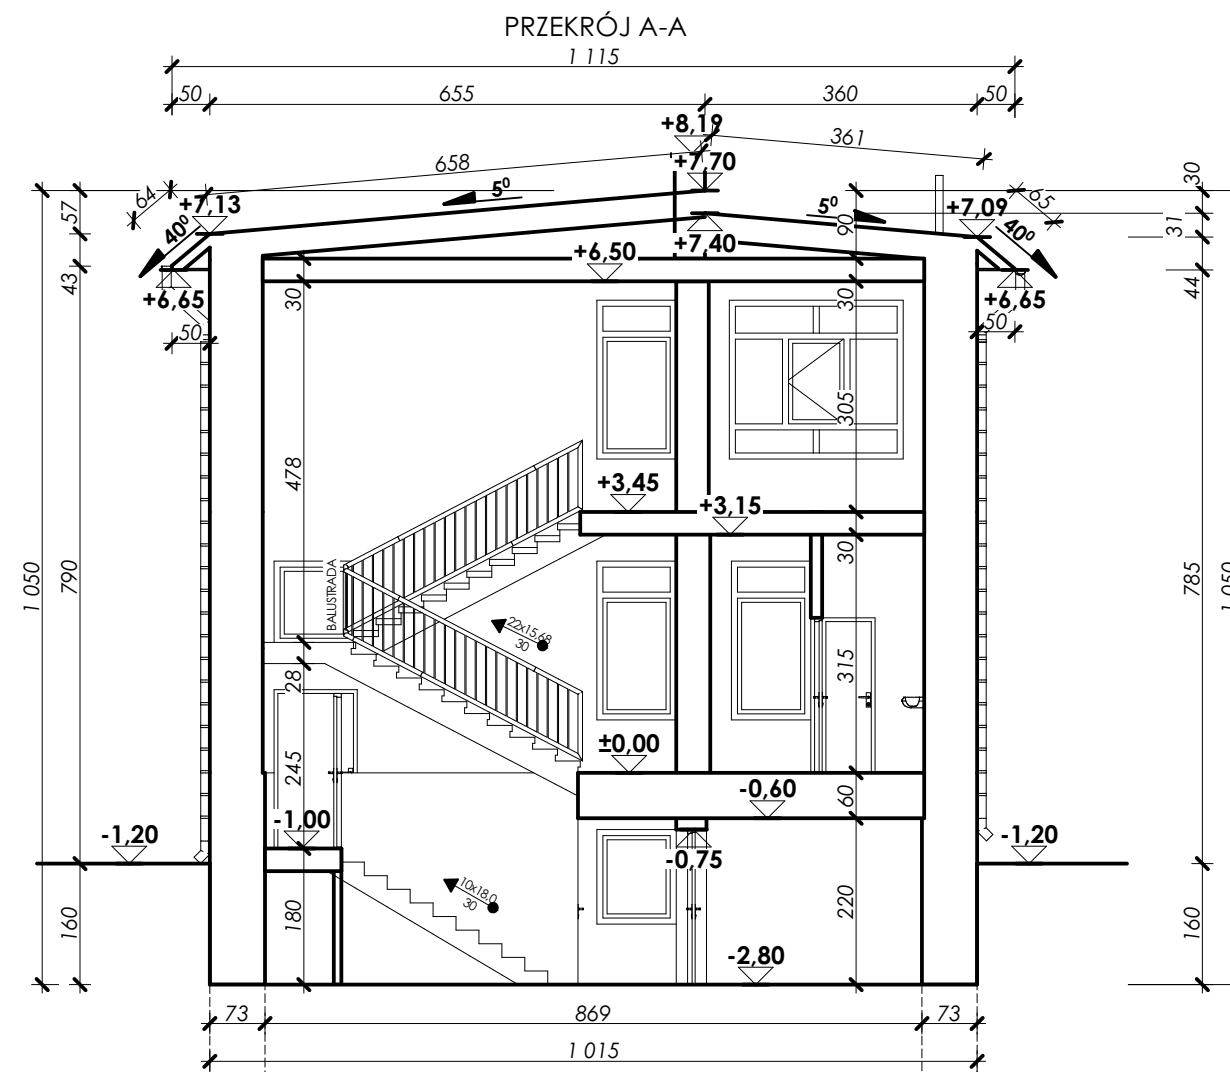 PRZEKRÓJ A-A
1 115
50 655 360 50
+8,19
361
658
+7,70
64 5⁰ 65
30
57 +7,13 5⁰ +7,09 31
40⁰ 90 40⁰
+7,40
+6,50
43 44
+6,65 30 30 +6,65
50 50
305
478
+3,45
+3,15
30
1 050 790 BALUSTRADA 785 1 050
22x15,68
30
315
28
±0,00
245
-0,60 60
-1,20 -1,00 -1,20
-0,75
10x18,0
30
160 180 220 160
-2,80
73 869 73
1 015